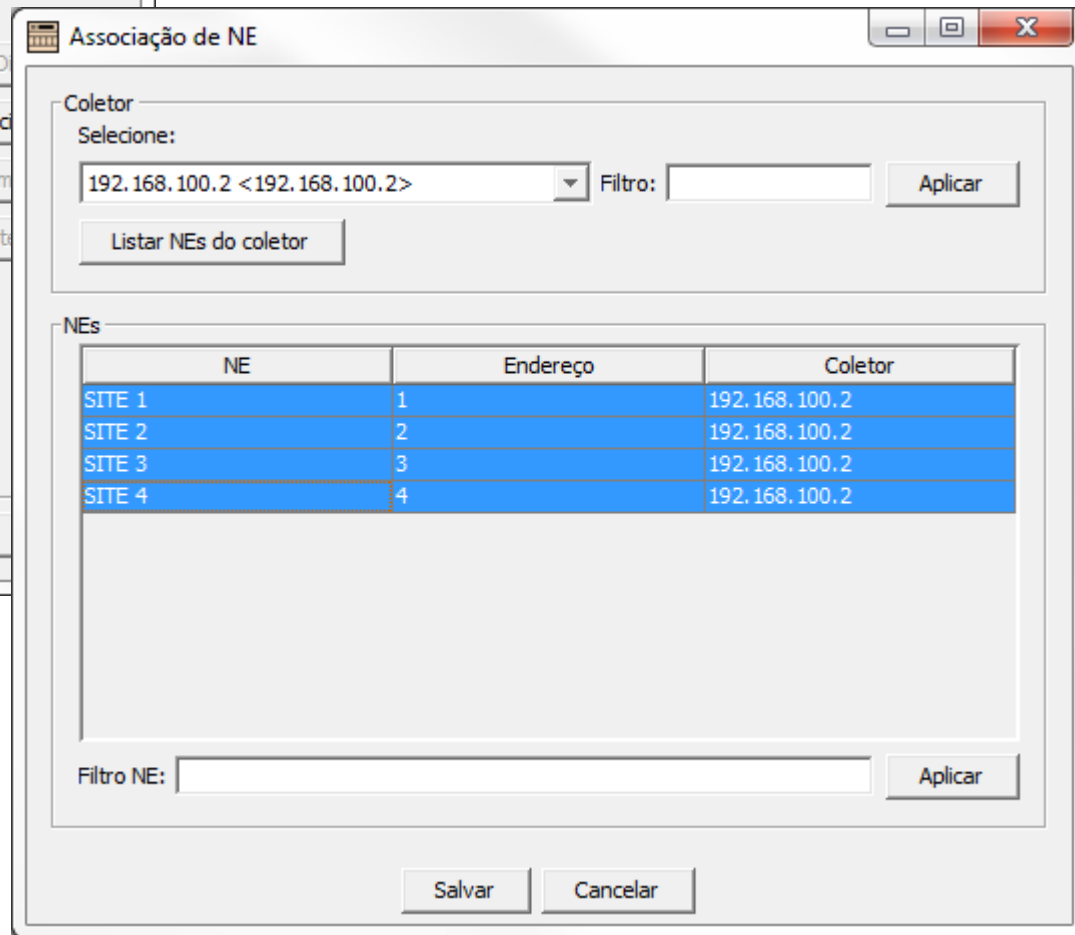 Associação de NE
Coletor
Selecione:
192.168.100.2 <192.168.100.2> Filtro: Aplicar
Listar NEs do coletor
NEs
NE Endereço Coletor
SITE 1 1 192.168.100.2
SITE 2 2 192.168.100.2
SITE 3 3 192.168.100.2
SITE 4 4 192.168.100.2
Filtro NE: Aplicar
Salvar Cancelar